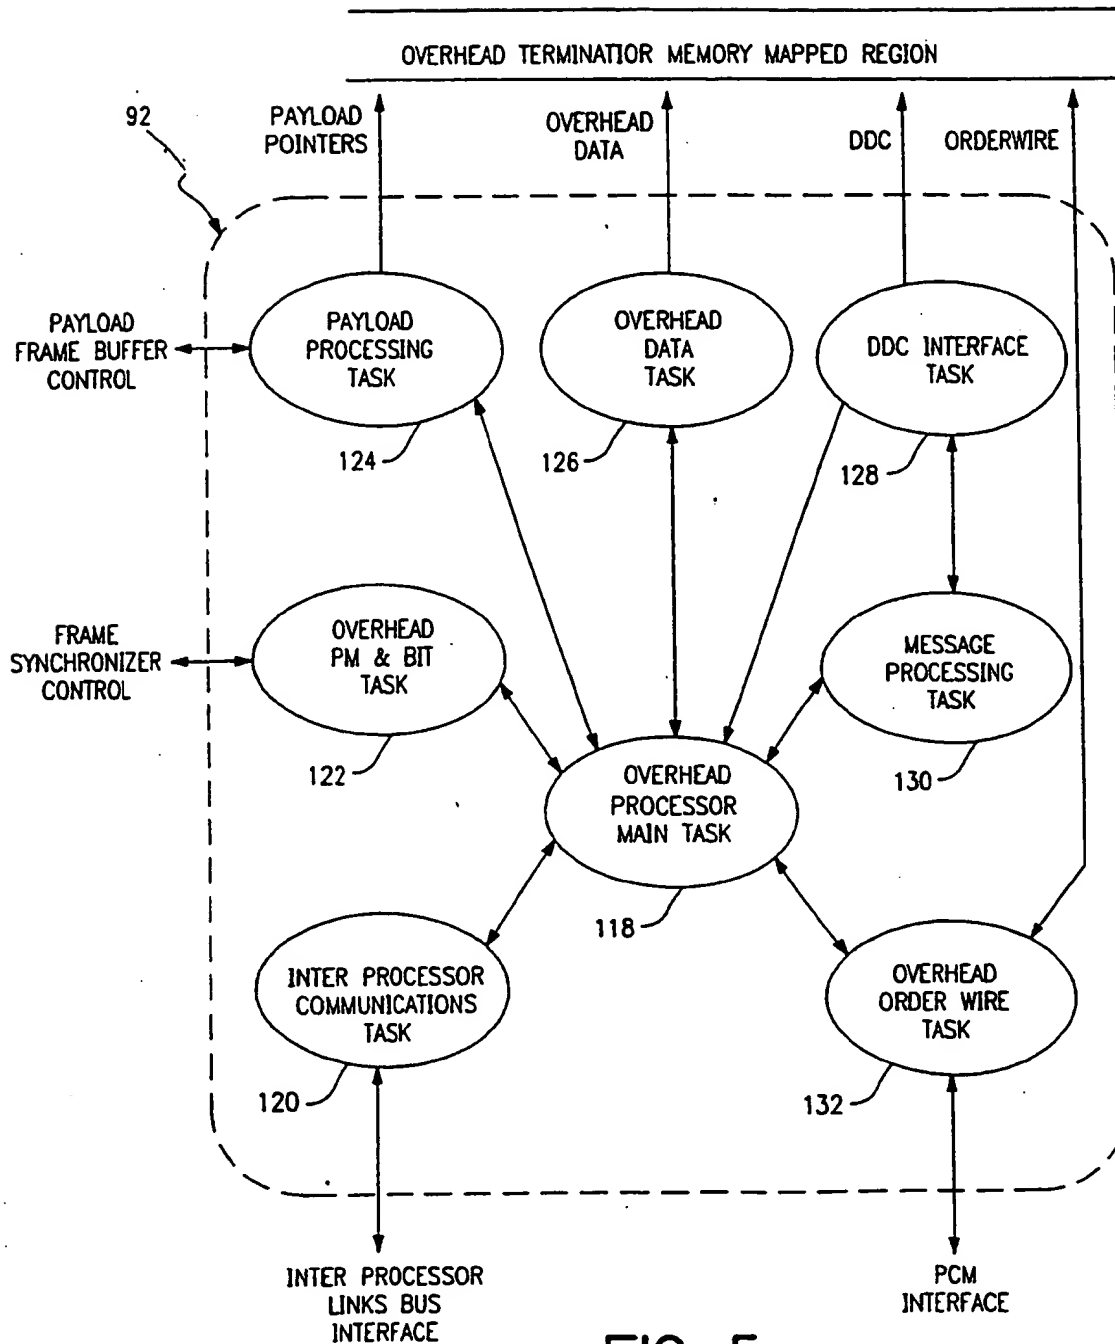 OVERHEAD TERMINATIOR MEMORY MAPPED REGION
92
PAYLOAD
POINTERS
OVERHEAD
DATA
DDC
ORDERWIRE
PAYLOAD
FRAME BUFFER
CONTROL
PAYLOAD
PROCESSING
TASK
124
OVERHEAD
DATA
TASK
126
DDC INTERFACE
TASK
128
FRAME
SYNCHRONIZER
CONTROL
OVERHEAD
PM & BIT
TASK
122
MESSAGE
PROCESSING
TASK
130
OVERHEAD
PROCESSOR
MAIN TASK
118
INTER PROCESSOR
COMMUNICATIONS
TASK
120
OVERHEAD
ORDER WIRE
TASK
132
INTER PROCESSOR
LINKS BUS
INTERFACE
PCM
INTERFACE
FIG. 5